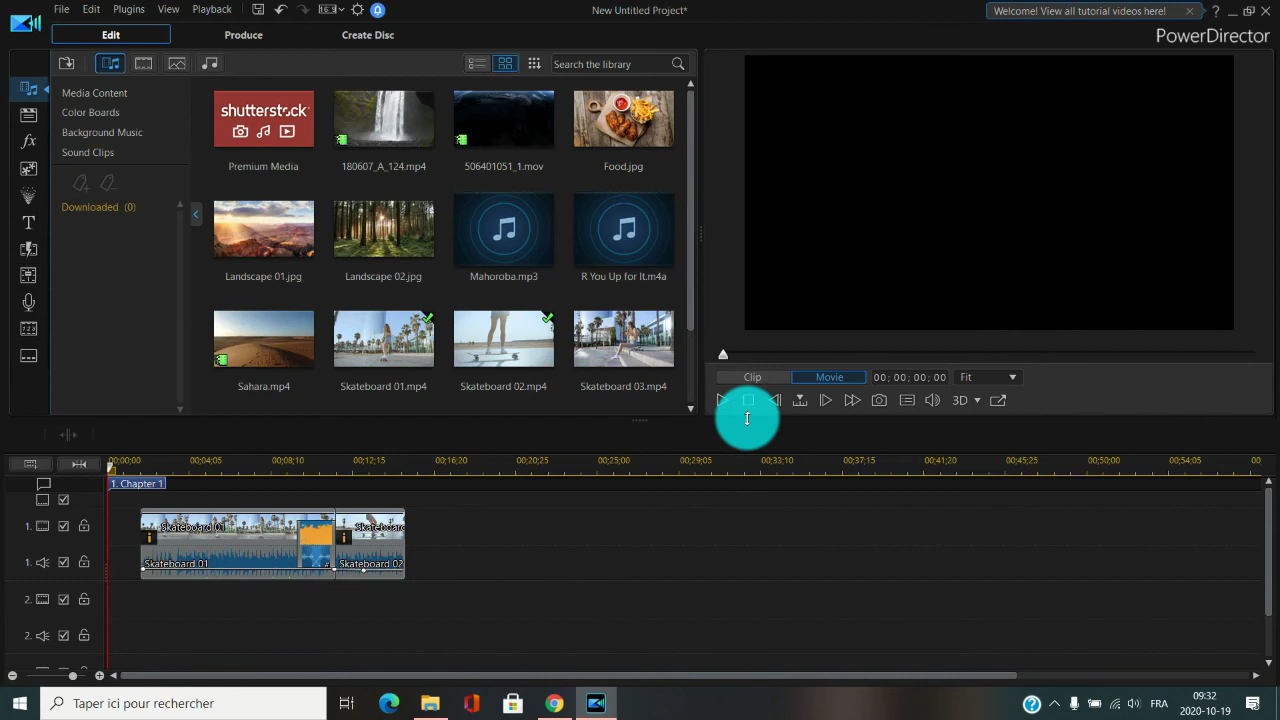 File Edit Plugins View Playback
New Untitled Project*
Welcome! View all tutorial videos here!
?
Edit Produce Create Disc
PowerDirector
Search the library
Media Content
Color Boards
Background Music
Sound Clips
Downloaded (0)
shutterstock
Premium Media 180607_A_124.mp4 506401051_1.mov Food.jpg
Landscape 01.jpg Landscape 02.jpg Mahoroba.mp3 R You Up for It.m4a
Sahara.mp4 Skateboard 01.mp4 Skateboard 02.mp4 Skateboard 03.mp4
fx
T
Clip Movie 00; 00; 00; 00 Fit
3D
00;00;00 00;04;05 00;08;10 00;12;15 00;16;20 00;20;25 00;25;00 00;29;05 00;33;10 00;37;15 00;41;20 00;45;25 00;50;00 00;54;05 00;
1. Chapter 1
1. Skateboard 01 Skateboard
1. Skateboard 01 Skateboard 02
2.
2.
Taper ici pour rechercher
FRA
09:32
2020-10-19